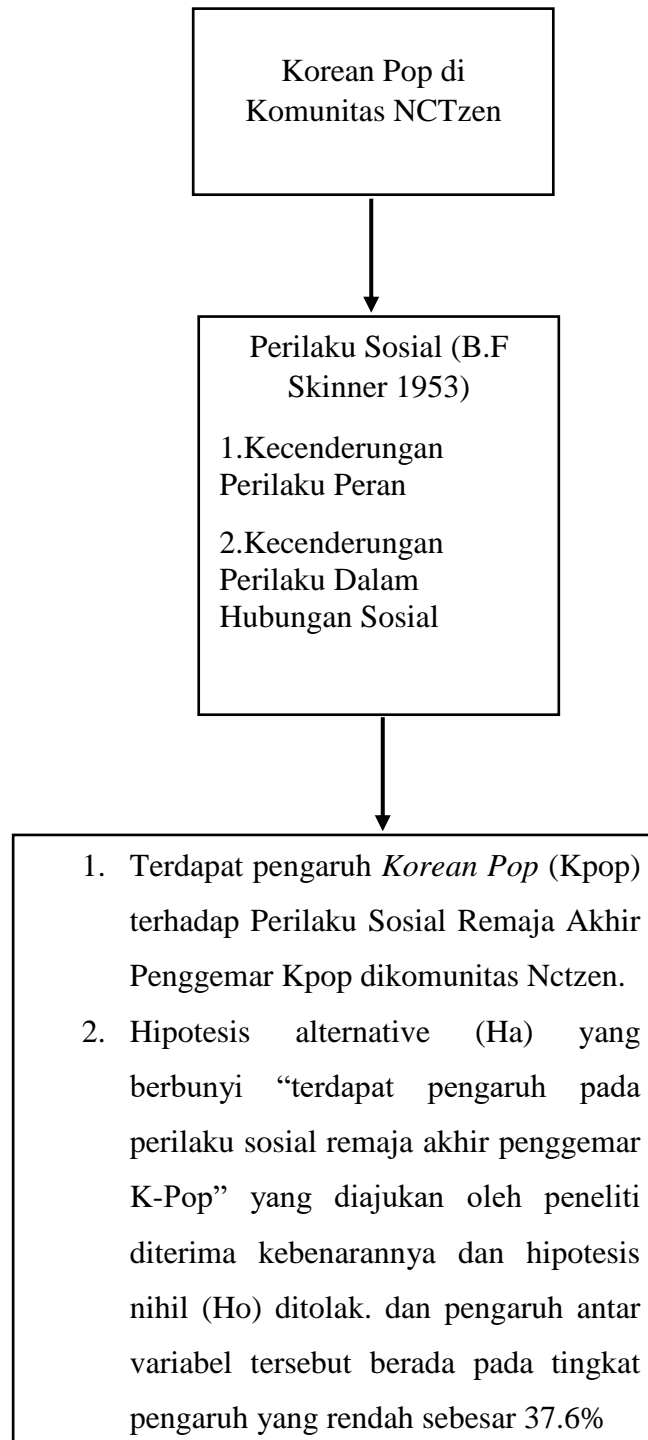 Korean Pop di
Komunitas NCTzen
Perilaku Sosial (B.F
Skinner 1953)
1.Kecenderungan
Perilaku Peran
2.Kecenderungan
Perilaku Dalam
Hubungan Sosial
1. Terdapat pengaruh Korean Pop (Kpop)
terhadap Perilaku Sosial Remaja Akhir
Penggemar Kpop dikomunitas Nctzen.
2. Hipotesis alternative (Ha) yang
berbunyi “terdapat pengaruh pada
perilaku sosial remaja akhir penggemar
K-Pop” yang diajukan oleh peneliti
diterima kebenarannya dan hipotesis
nihil (Ho) ditolak. dan pengaruh antar
variabel tersebut berada pada tingkat
pengaruh yang rendah sebesar 37.6%